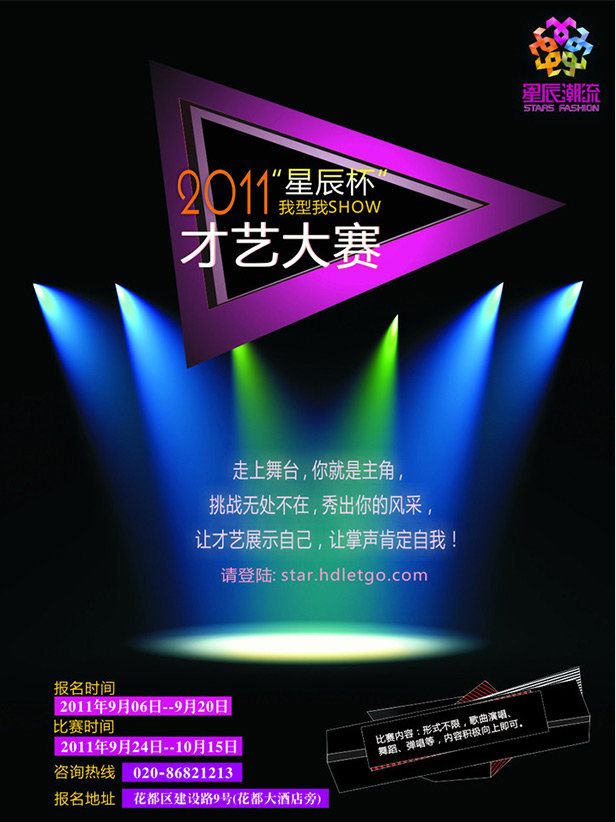 星辰潮流
STARS FASHION
2011“星辰杯”
我型我SHOW
才艺大赛
走上舞台，你就是主角，
挑战无处不在，秀出你的风采，
让才艺展示自己，让掌声肯定自我！
请登陆: star.hdletgo.com
报名时间
2011年9月06日--9月20日
比赛时间
2011年9月24日--10月15日
咨询热线 020-86821213
报名地址 花都区建设路9号(花都大酒店旁)
比赛内容：形式不限，歌曲演唱、
舞蹈、弹唱等，内容积极向上即可。